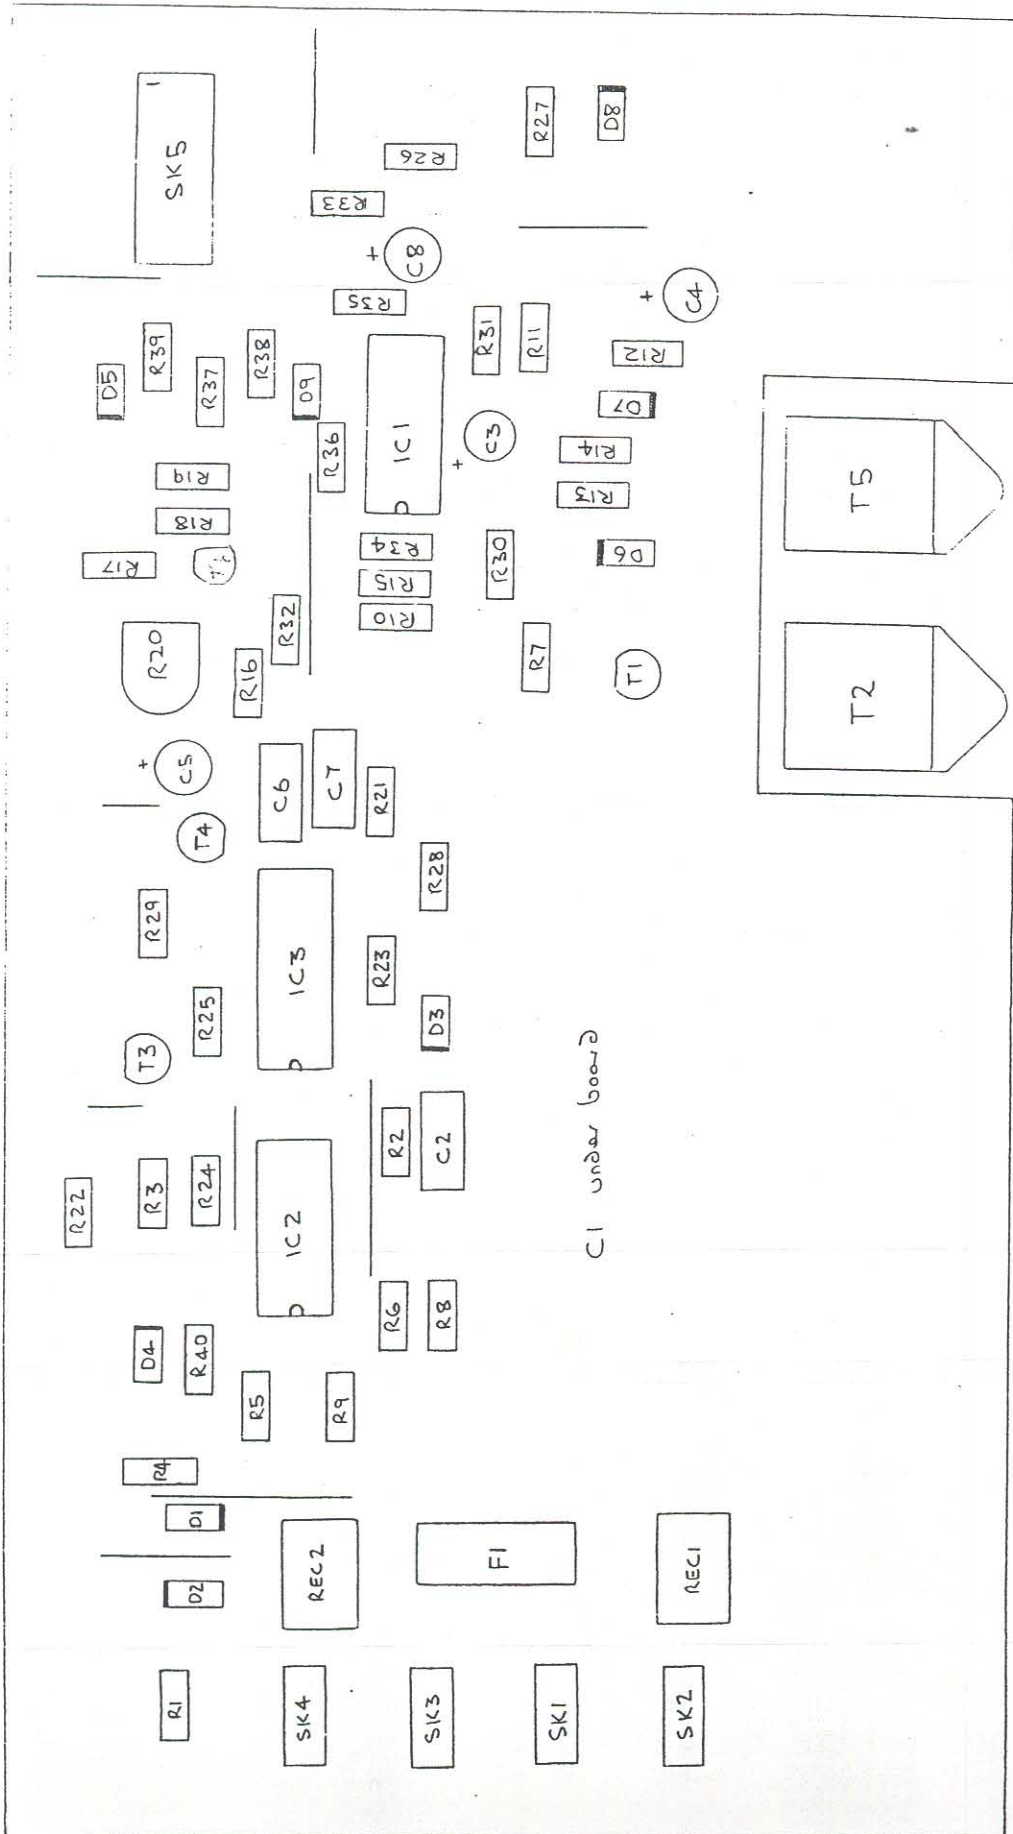 SK5
1
R27
D8
R26
R33
+
C8
R35
+
C4
R39
R38
R31
R11
R12
D5
R37
D9
D7
IC1
R36
+
C3
R14
R19
R13
R18
R34
R30
D6
R17
R15
R10
R32
R20
R16
R7
T1
T5
T2
+
C5
C6
C7
R21
T4
R28
R29
IC3
R23
R25
D3
T3
R2
C2
C1 under board
R22
R3
R24
IC2
R6
R8
D4
R40
R5
R9
R4
D1
D2
REC2
F1
REC1
R1
SK4
SK3
SK1
SK2